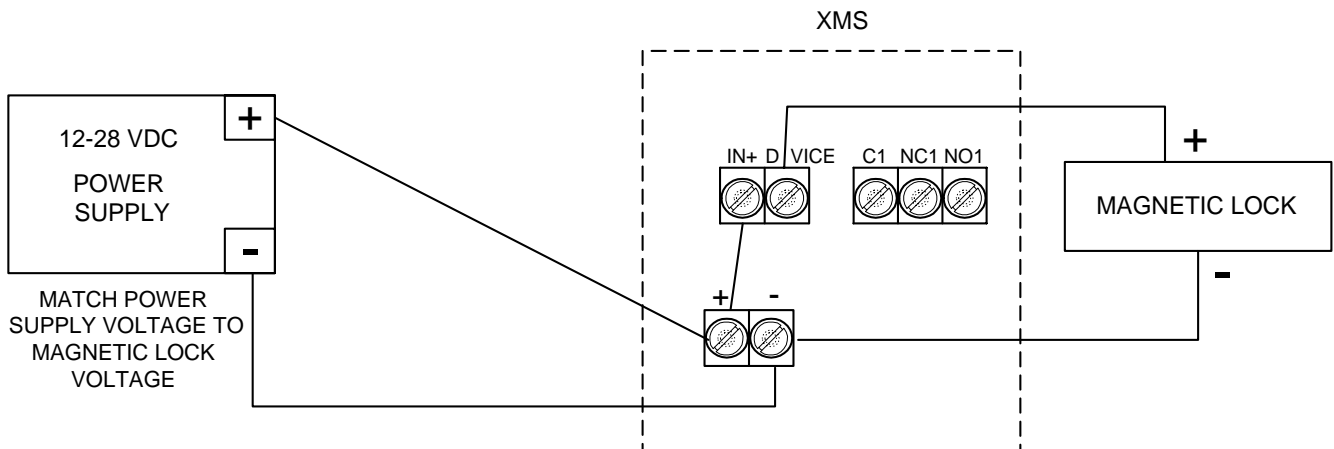 XMS
+
12-28 VDC
POWER
SUPPLY
-
MATCH POWER
SUPPLY VOLTAGE TO
MAGNETIC LOCK
VOLTAGE
IN+ D VICE
C1 NC1 NO1
+ -
+
MAGNETIC LOCK
-